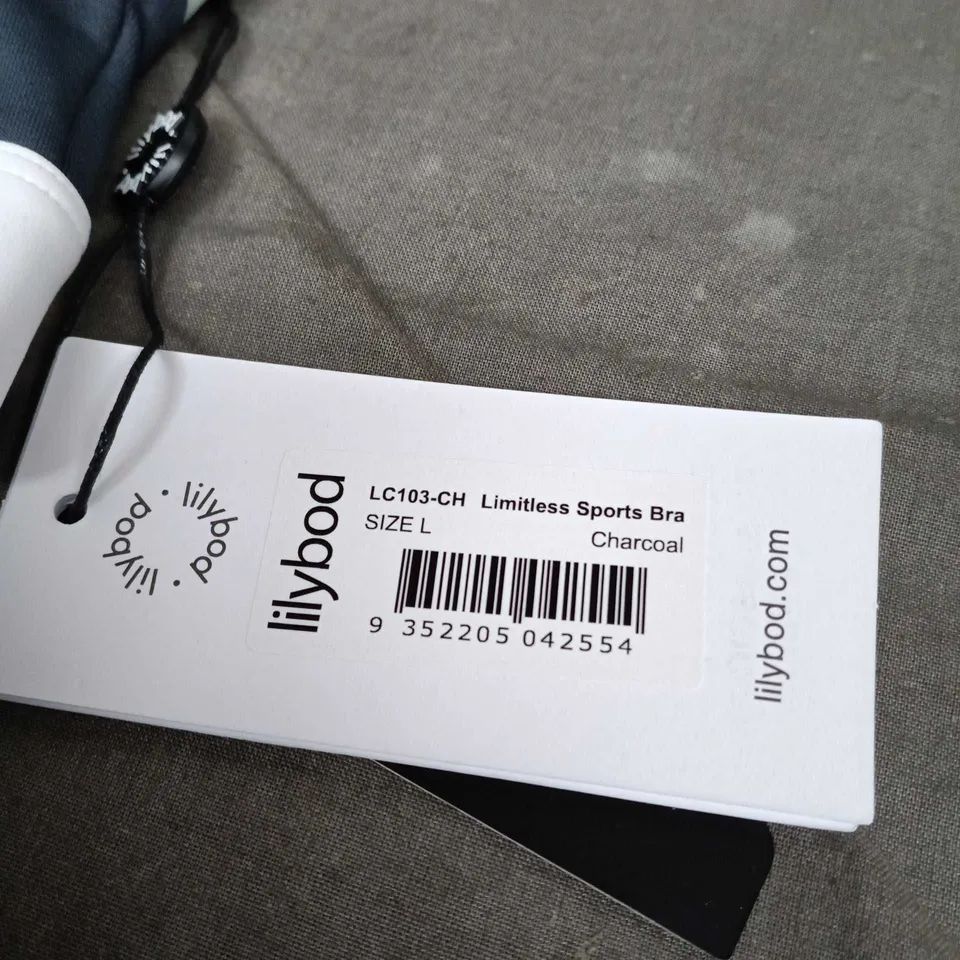 lilybod · lilybod ·
lilybod
LC103-CH Limitless Sports Bra
SIZE L Charcoal
9 352205 042554
lilybod.com